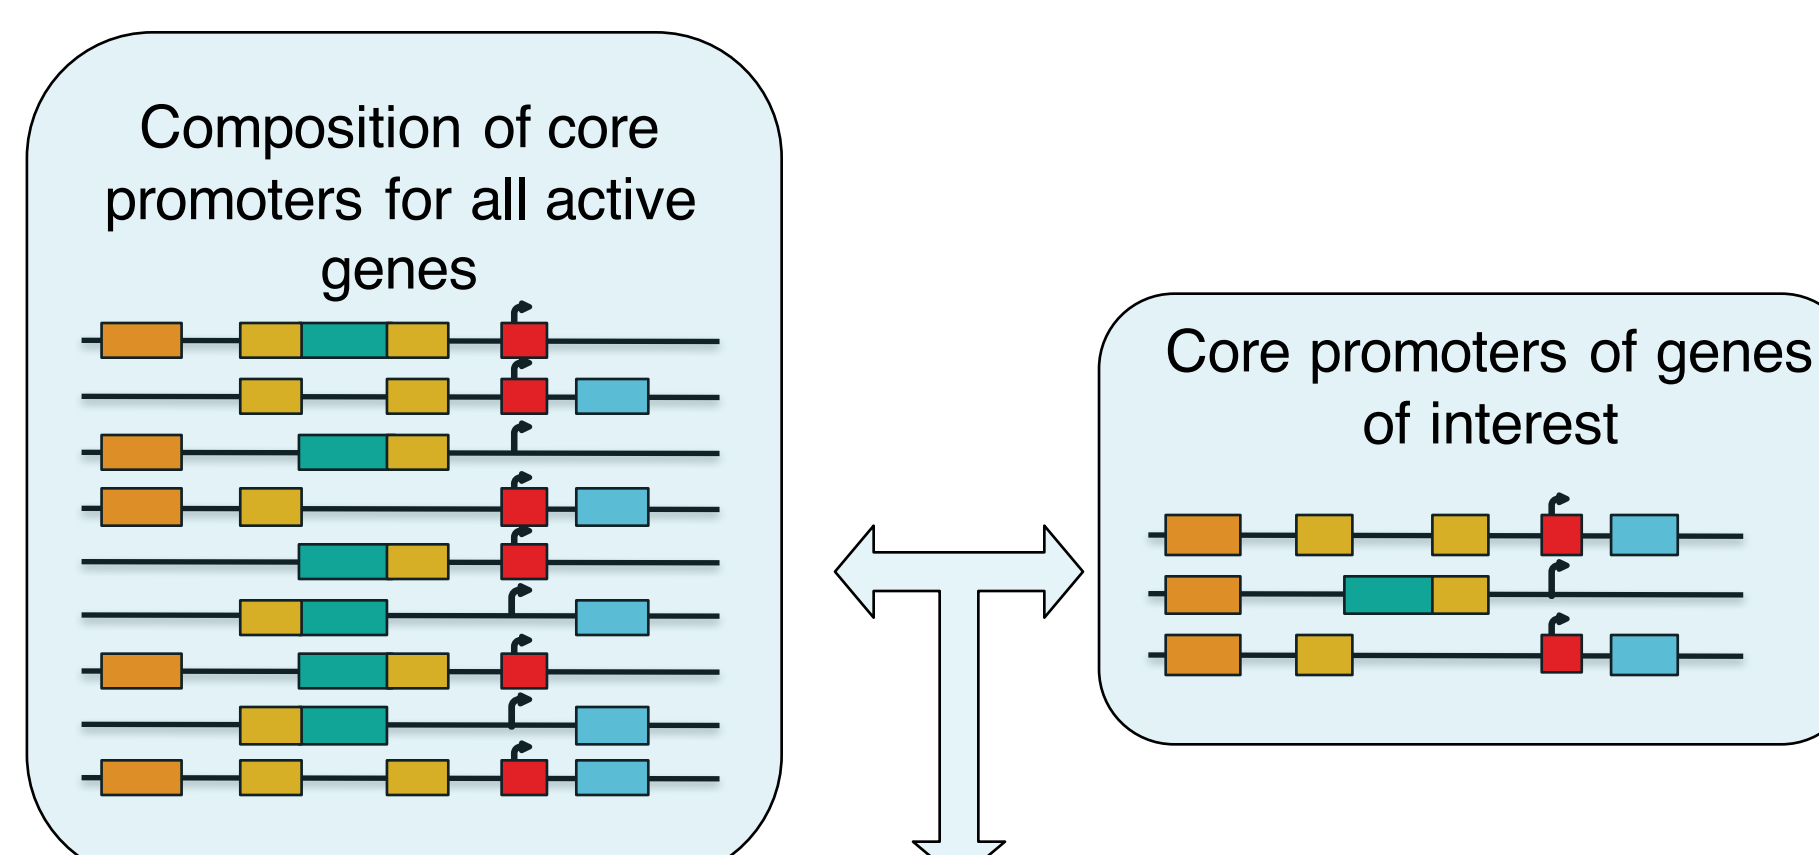 Composition of core
promoters for all active
genes
Core promoters of genes
of interest